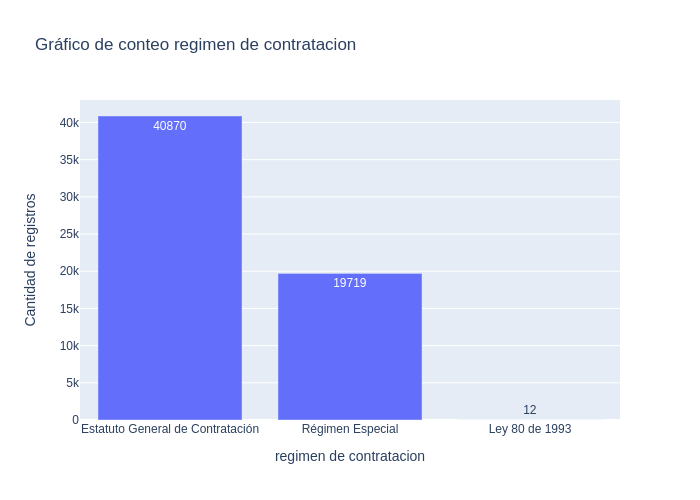 Gráfico de conteo regimen de contratacion
Cantidad de registros
40k
35k
30k
25k
20k
15k
10k
5k
0
40870
19719
12
Estatuto General de Contratación
Régimen Especial
Ley 80 de 1993
regimen de contratacion